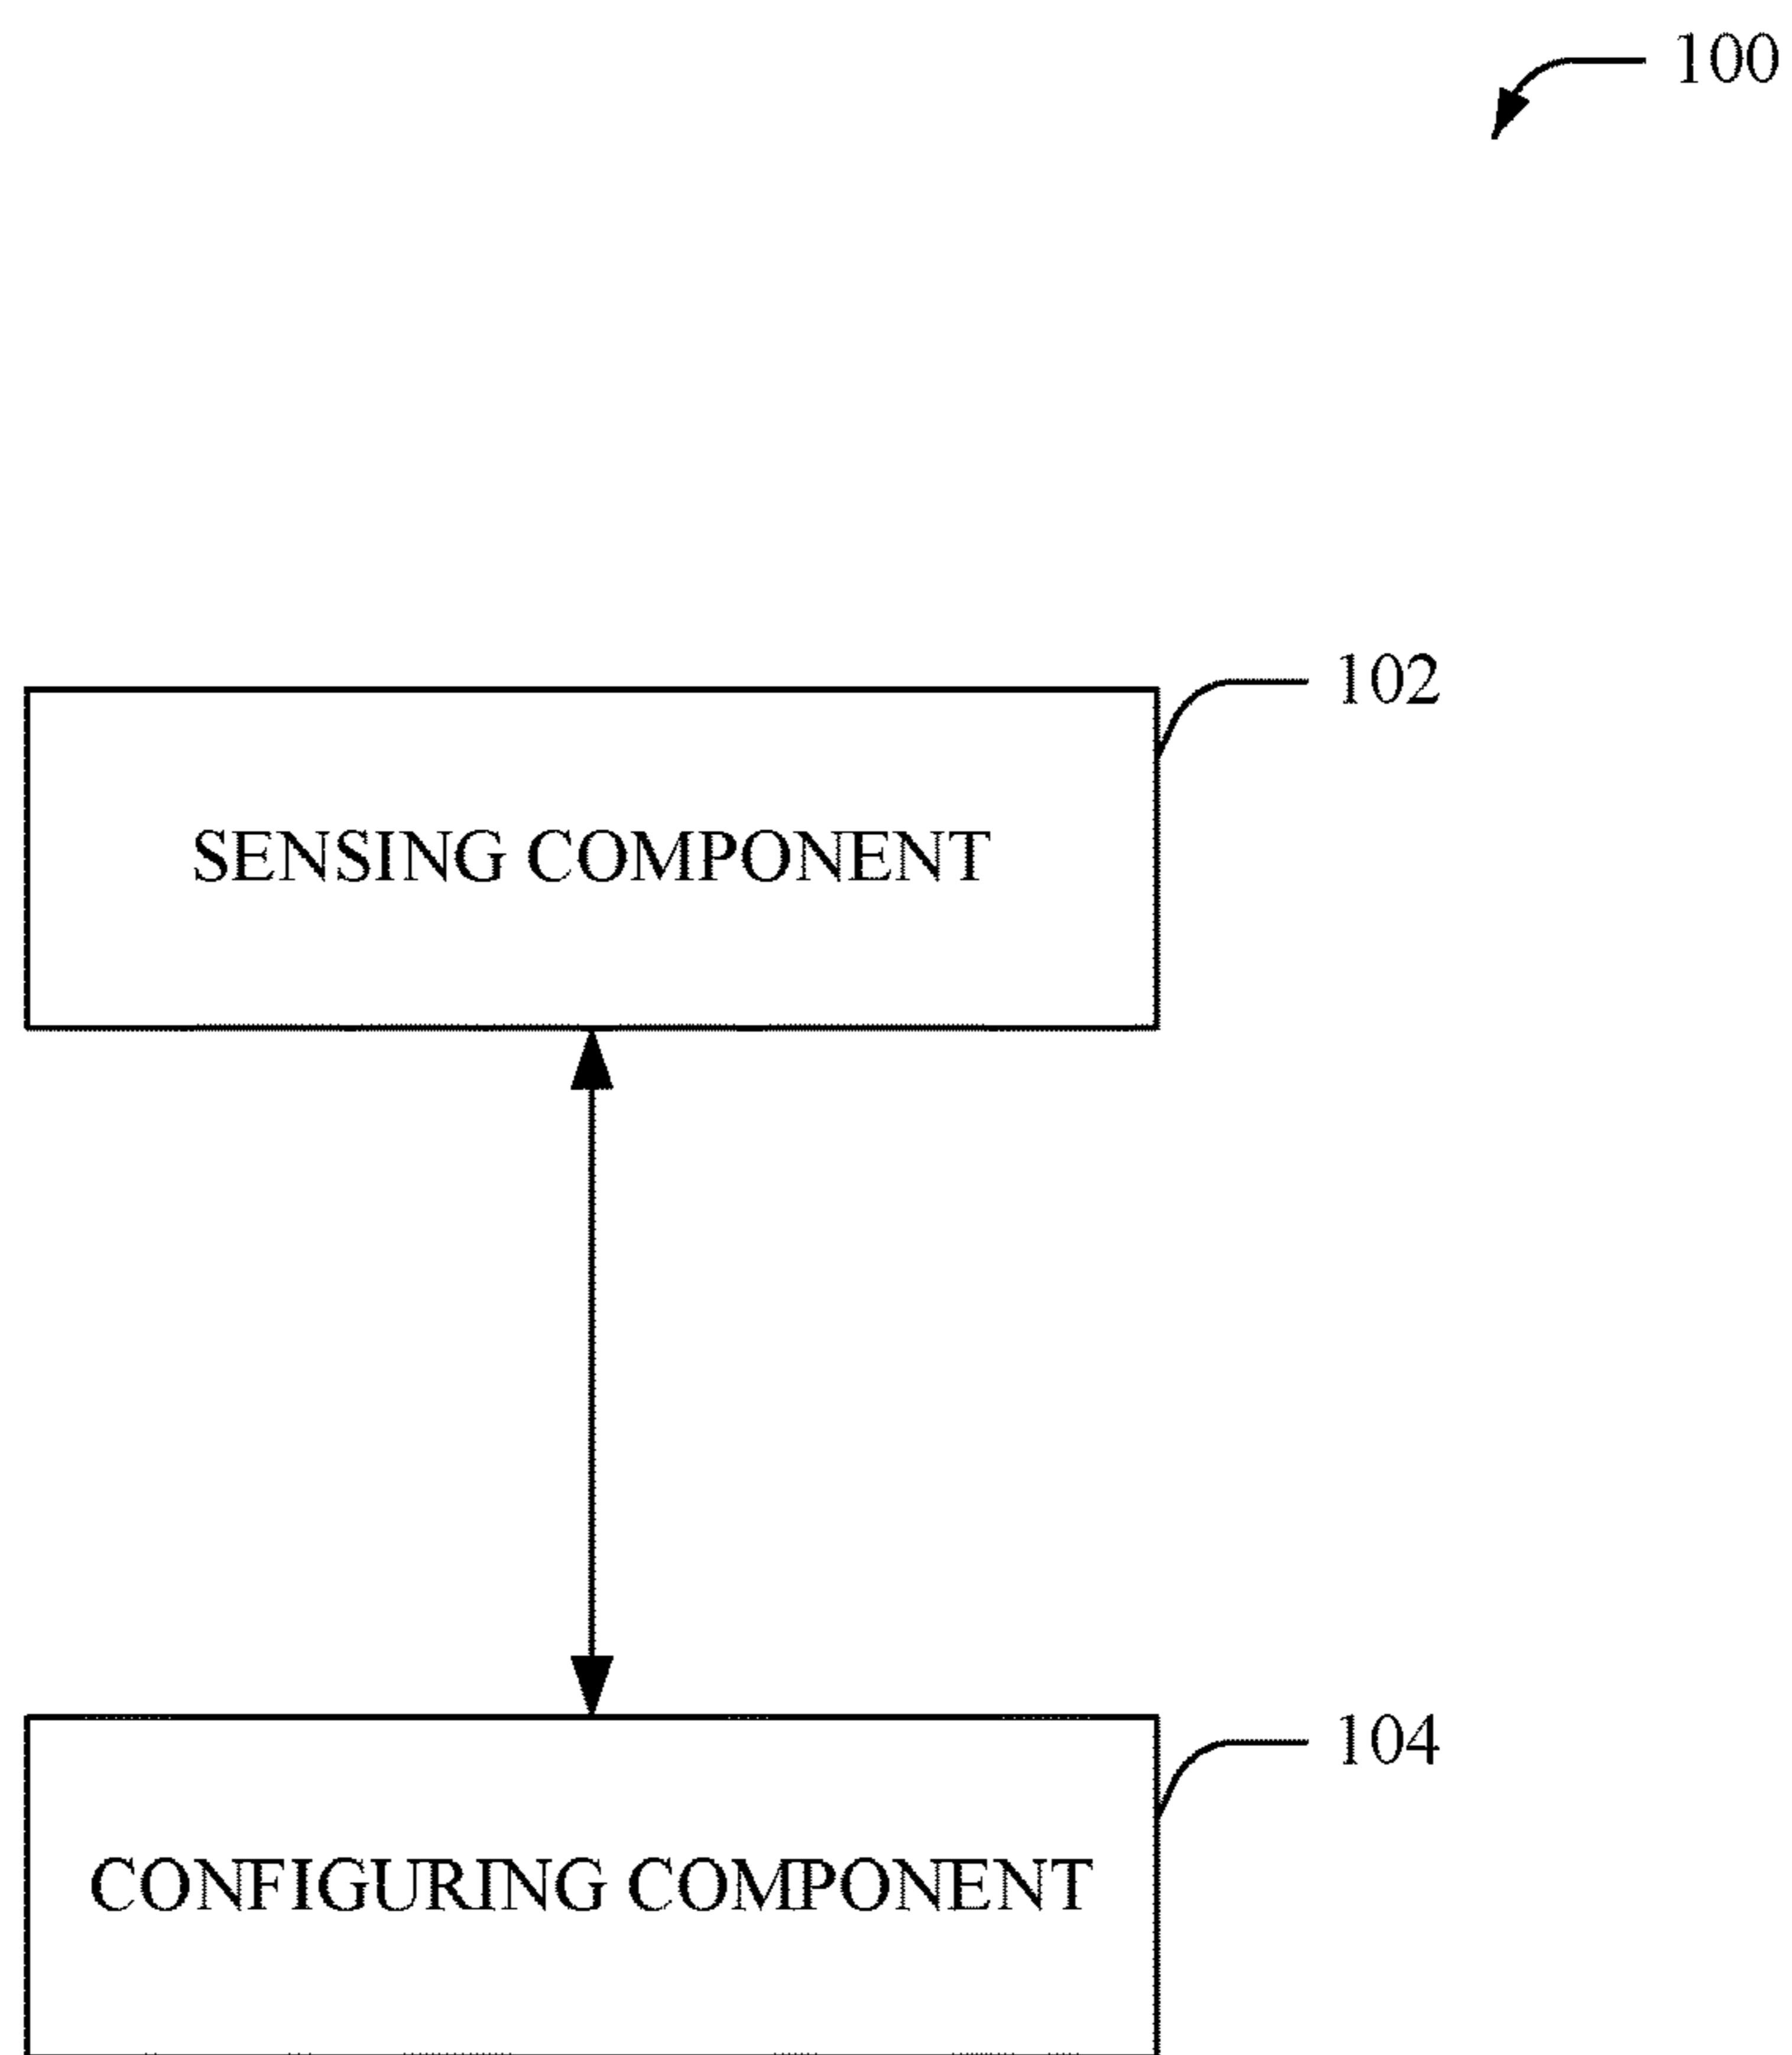 100
102
SENSING COMPONENT
104
CONFIGURING COMPONENT